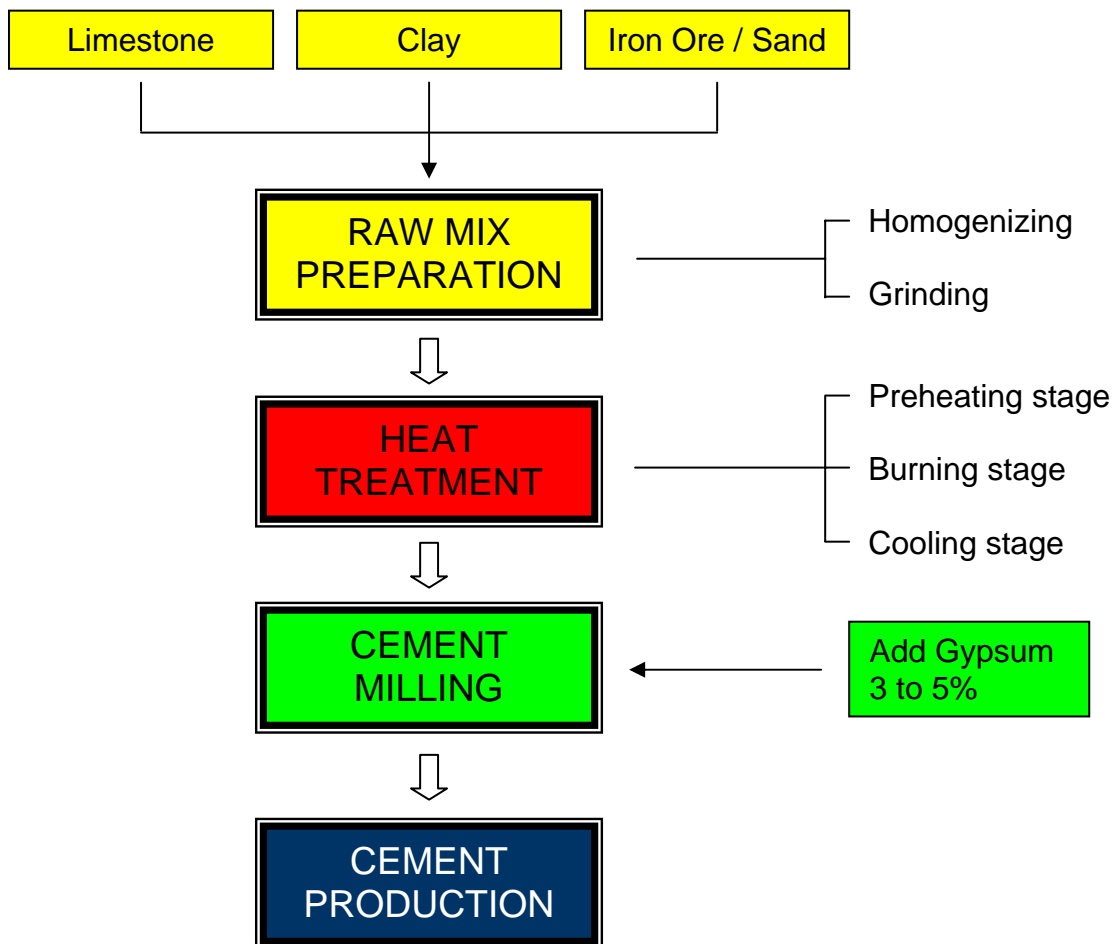 Limestone
Clay
Iron Ore / Sand
RAW MIX
PREPARATION
Homogenizing
Grinding
HEAT
TREATMENT
Preheating stage
Burning stage
Cooling stage
CEMENT
MILLING
Add Gypsum
3 to 5%
CEMENT
PRODUCTION